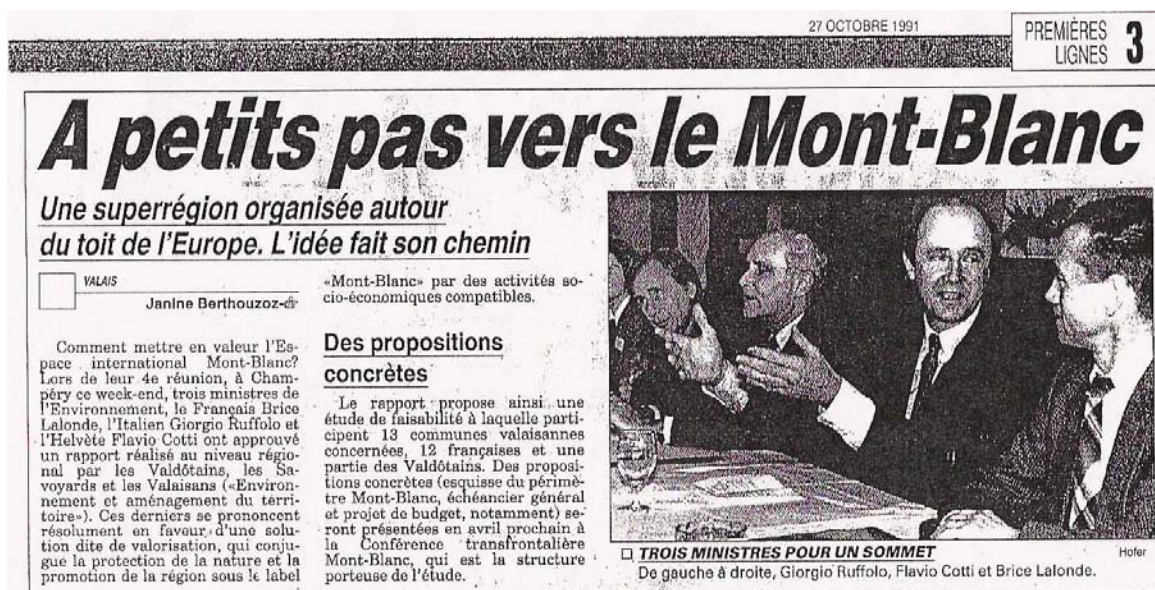 27 OCTOBRE 1991
PREMIÈRES
LIGNES
3
A petits pas vers le Mont-Blanc
Une superrégion organisée autour
du toit de l'Europe. L'idée fait son chemin
VALAIS
Janine Berthouzoz
Comment mettre en valeur l'Es-
pace international Mont-Blanc?
Lors de leur 4e réunion, à Cham-
péry ce week-end, trois ministres de
l'Environnement, le Français Brice
Lalonde, l'Italien Giorgio Ruffolo et
l'Helvète Flavio Cotti ont approuvé
un rapport réalisé au niveau régio-
nal par les Valdôtains, les Sa-
voyards et les Valaisans («Environ-
nement et aménagement du terri-
toire»). Ces derniers se prononcent
résolument en faveur d'une solu-
tion dite de valorisation, qui conju-
gue la protection de la nature et la
promotion de la région sous le label
«Mont-Blanc» par des activités so-
cio-économiques compatibles.
Des propositions
concrètes
Le rapport propose ainsi une
étude de faisabilité à laquelle parti-
cipent 13 communes valaisannes
concernées, 12 françaises et une
partie des Valdôtains. Des proposi-
tions concrètes (esquisse du périmè-
tre Mont-Blanc, échéancier général
et projet de budget, notamment) se-
ront présentées en avril prochain à
la Conférence transfrontalière
Mont-Blanc, qui est la structure
porteuse de l'étude.
TROIS MINISTRES POUR UN SOMMET
Hofer
De gauche à droite, Giorgio Ruffolo, Flavio Cotti et Brice Lalonde.